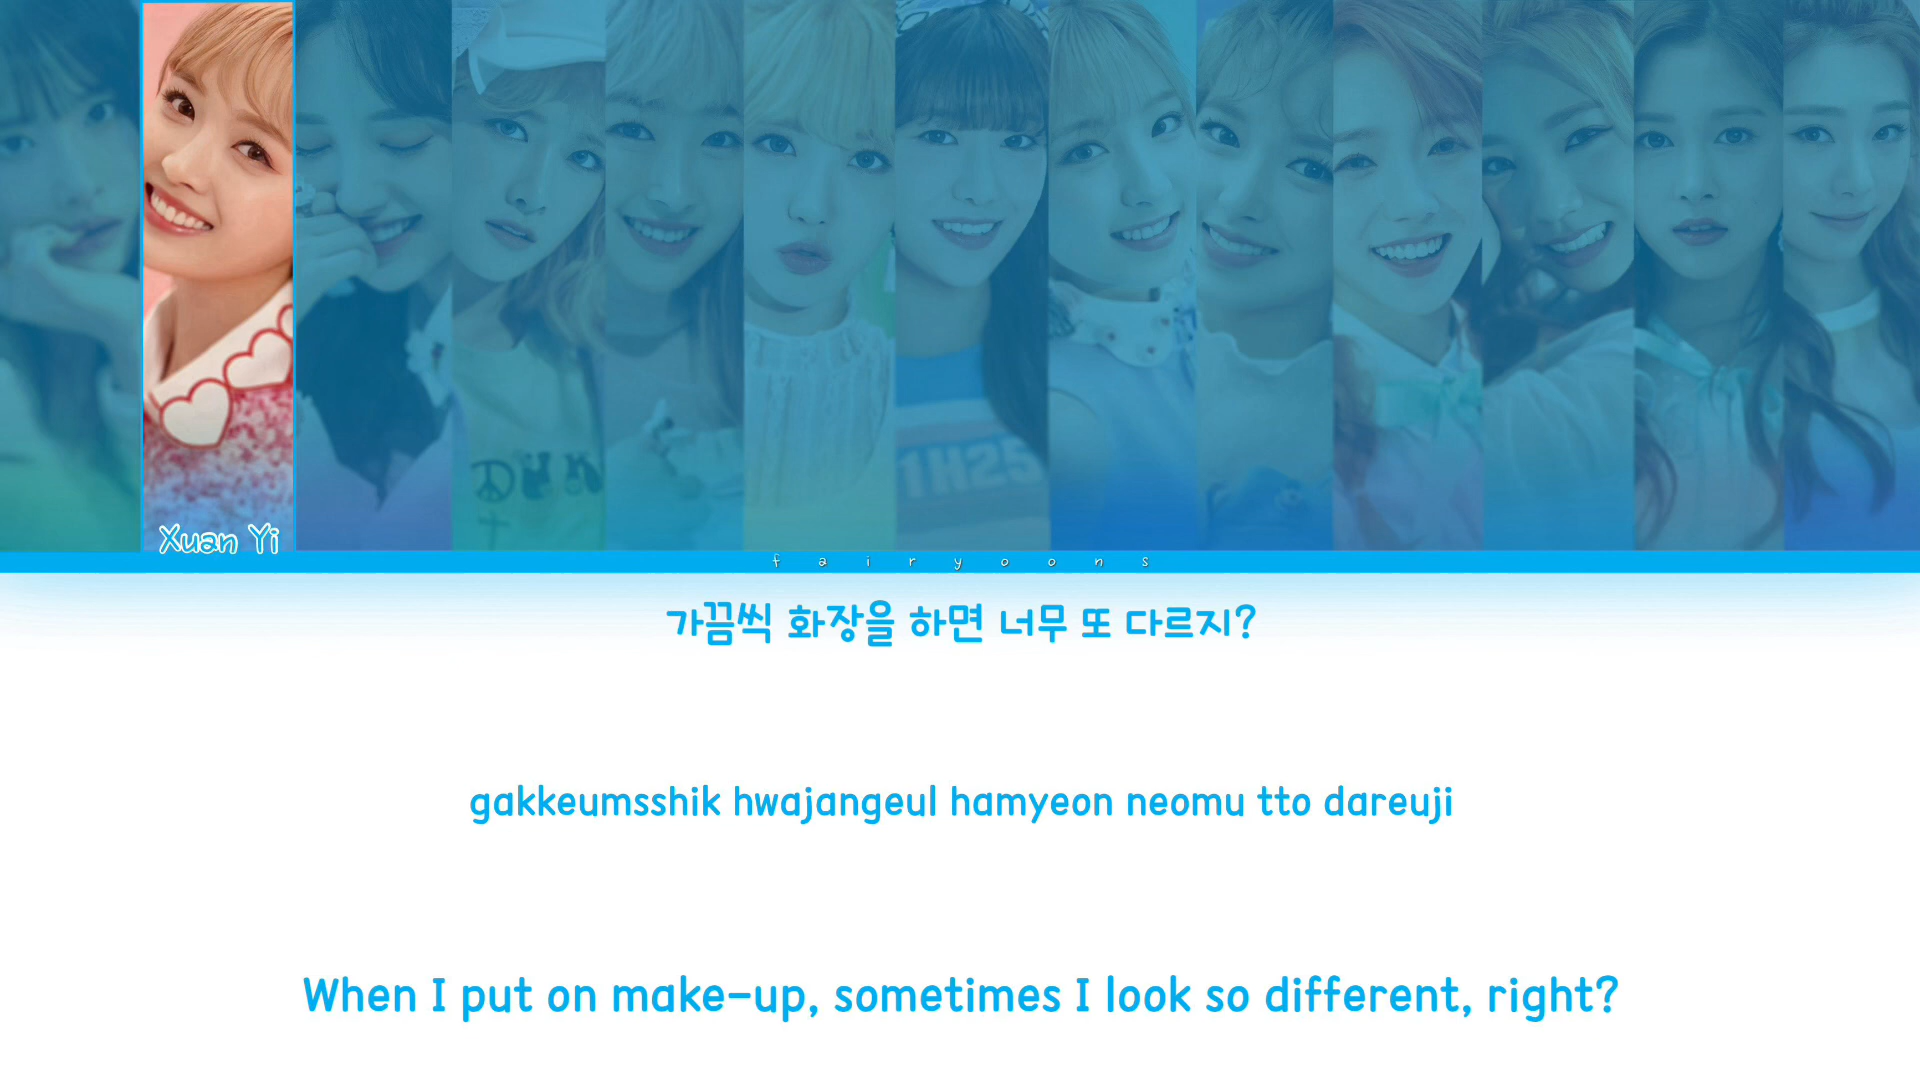 Xuan Yi
f a i r y o o n s
가끔씩 화장을 하면 너무 또 다르지?
gakkeumsshik hwajangeul hamyeon neomu tto dareuji
When I put on make-up, sometimes I look so different, right?
1H25